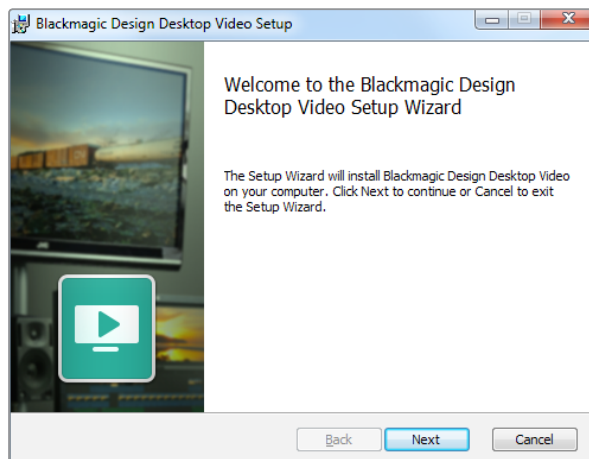 Blackmagic Design Desktop Video Setup
Welcome to the Blackmagic Design
Desktop Video Setup Wizard
The Setup Wizard will install Blackmagic Design Desktop Video
on your computer. Click Next to continue or Cancel to exit
the Setup Wizard.
JVC
Back
Next
Cancel